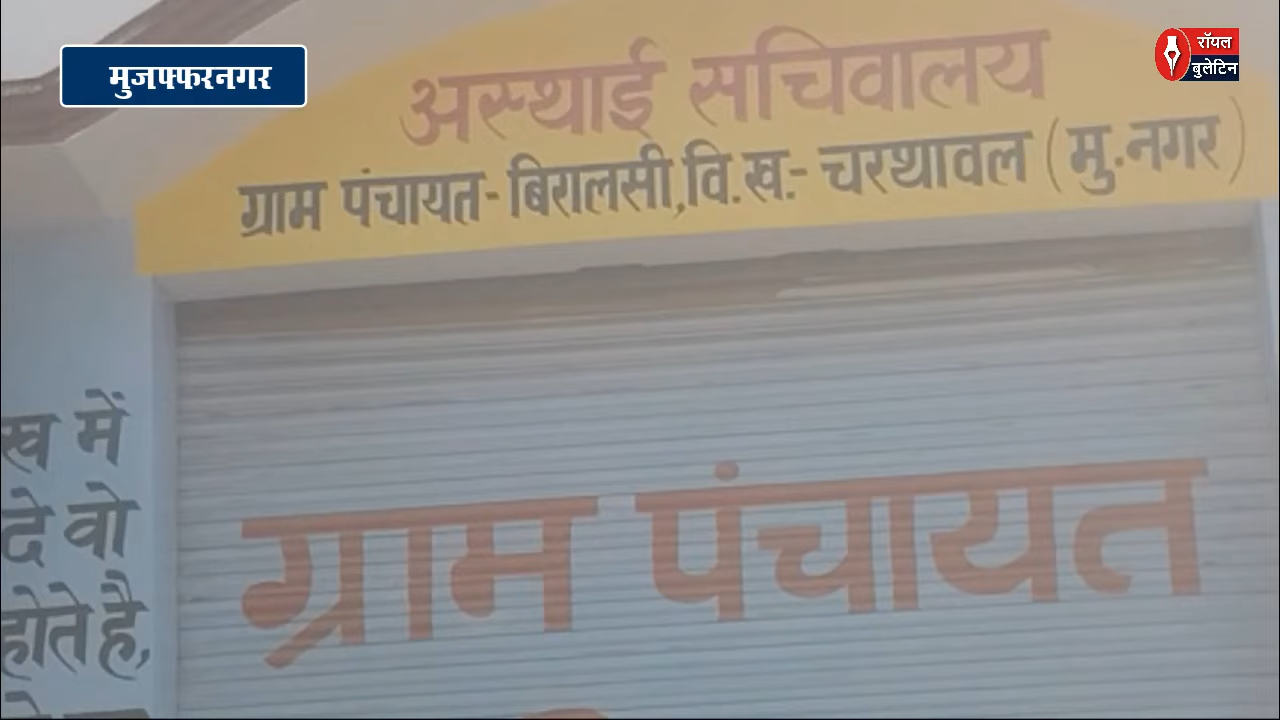 मुजफ्फरनगर
रॉयल
बुलेटिन
अस्थाई सचिवालय
ग्राम पंचायत-बिरालसी,वि.ख:-चरथावल (मु.नगर)
ख में
दे वो
होते है,
ग्राम पंचायत